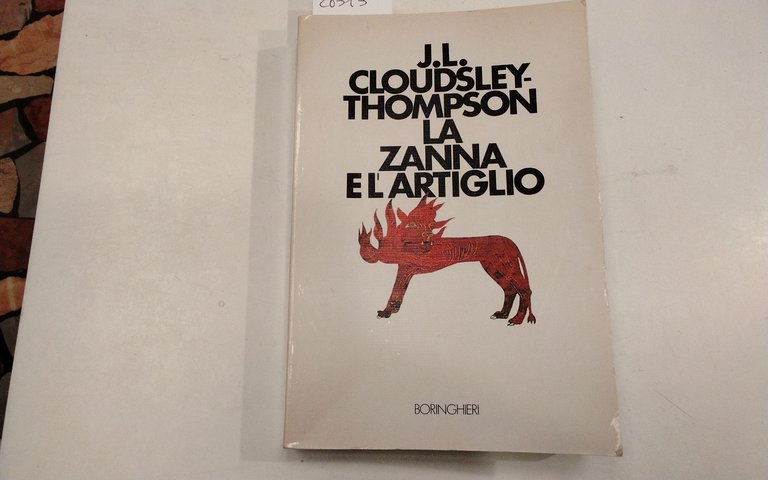 J.L.
CLOUDSLEY-
THOMPSON
LA
ZANNA
E L'ARTIGLIO
BORINGHIERI